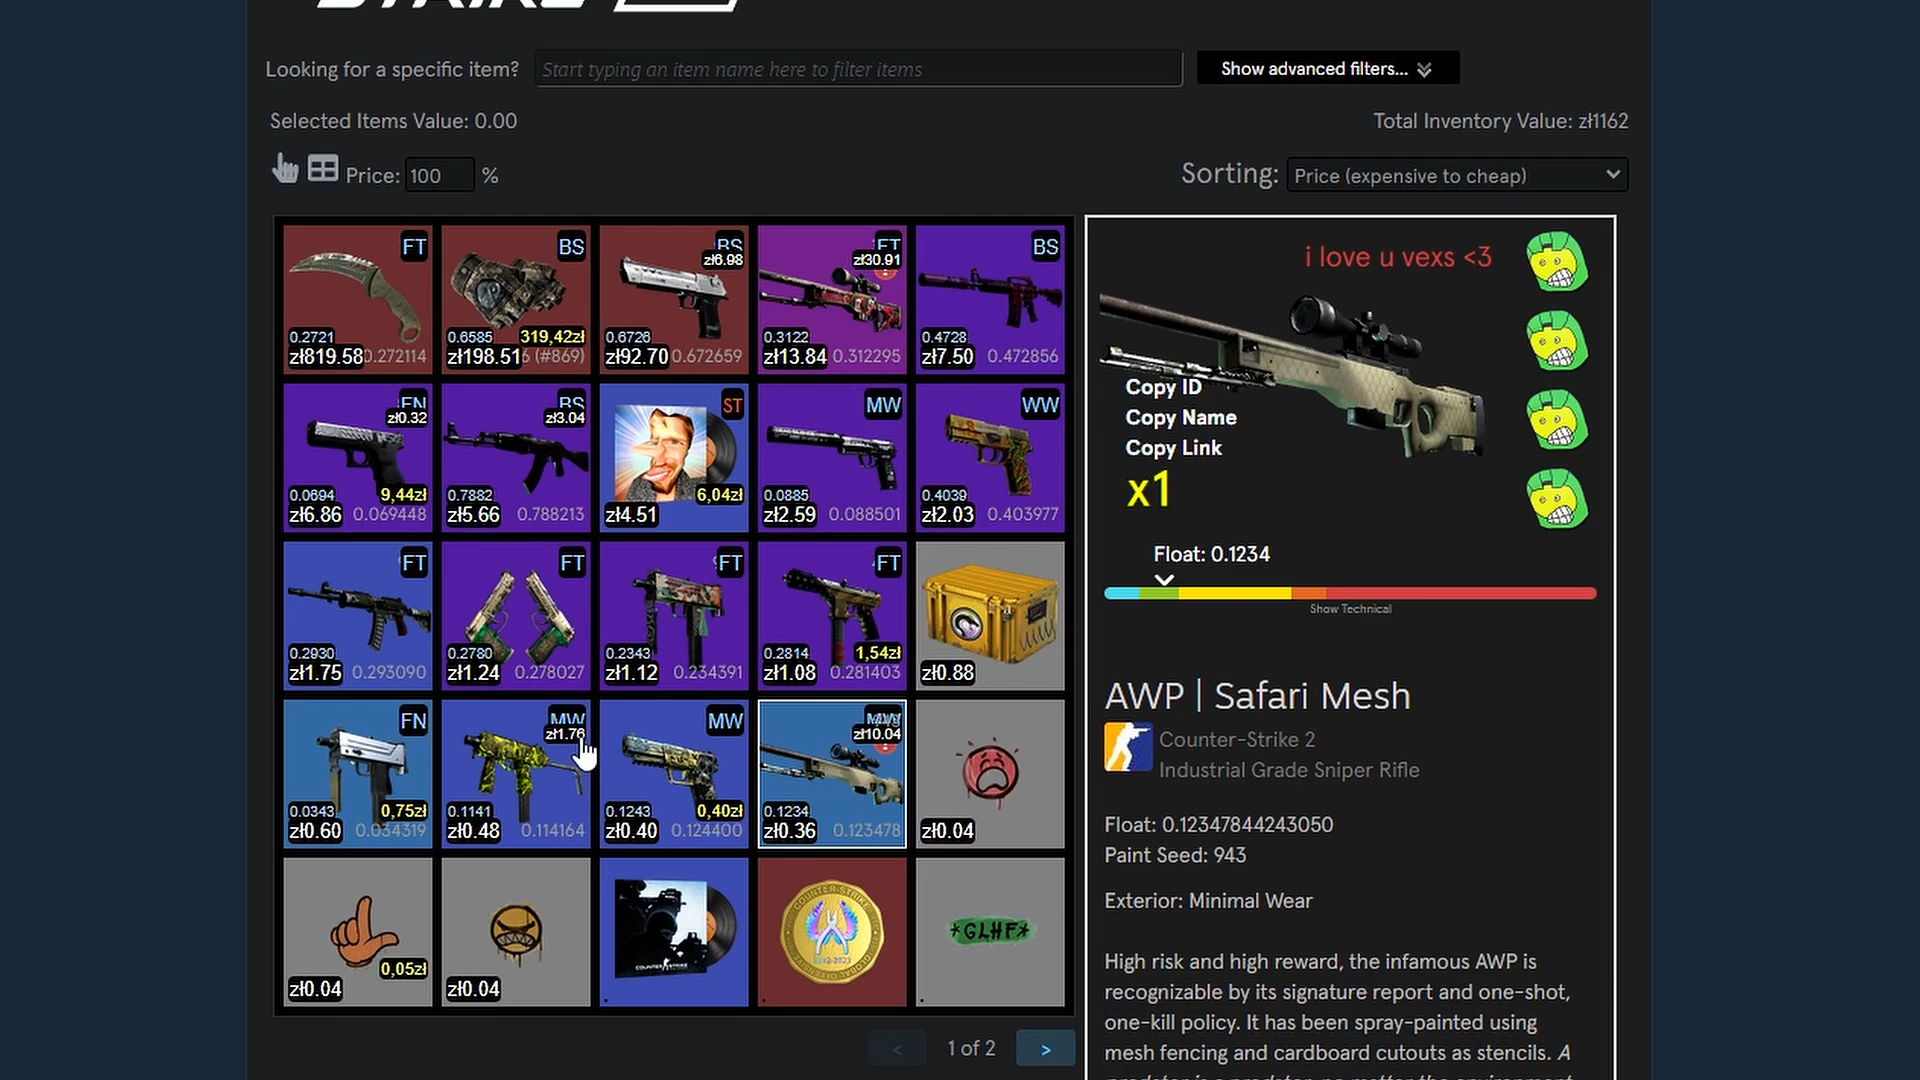 Looking for a specific item?
Start typing an item name here to filter items
Show advanced filters...
Selected Items Value: 0.00
Total Inventory Value: zł1162
Price: 100 %
Sorting: Price (expensive to cheap)
FT
0.2721
zł819.58
0.272114
BS
0.6585
319,42zł
zł198.51
6 (#869)
BS
zł6.98
0.6726
zł92.70
0.672659
FT
zł30.91
0.3122
zł13.84
0.312295
BS
0.4728
zł7.50
0.472856
FN
zł0.32
0.0694
9,44zł
zł6.86
0.069448
BS
zł3.04
0.7882
zł5.66
0.788213
ST
6,04zł
zł4.51
MW
0.0885
zł2.59
0.088501
WW
0.4039
zł2.03
0.403977
FT
0.2930
zł1.75
0.293090
FT
0.2780
zł1.24
0.278027
FT
0.2343
zł1.12
0.234391
FT
0.2814
1,54zł
zł1.08
0.281403
zł0.88
FN
0.0343
0,75zł
zł0.60
0.034319
MW
zł1.76
0.1141
zł0.48
0.114164
MW
0.1243
0,40zł
zł0.40
0.124400
MW
zł10.04
0.1234
zł0.36
0.123478
zł0.04
0,05zł
zł0.04
zł0.04
COUNTER-STRIKE
*GLHF*
<
1 of 2
>
i love u vexs <3
Copy ID
Copy Name
Copy Link
x1
Float: 0.1234
Show Technical
AWP | Safari Mesh
Counter-Strike 2
Industrial Grade Sniper Rifle
Float: 0.12347844243050
Paint Seed: 943
Exterior: Minimal Wear
High risk and high reward, the infamous AWP is
recognizable by its signature report and one-shot,
one-kill policy. It has been spray-painted using
mesh fencing and cardboard cutouts as stencils. A